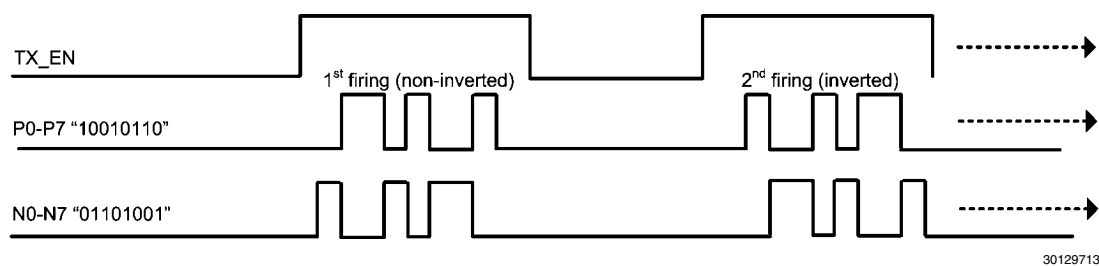 TX_EN
1st firing (non-inverted)
2nd firing (inverted)
P0-P7 “10010110”
N0-N7 “01101001”
30129713